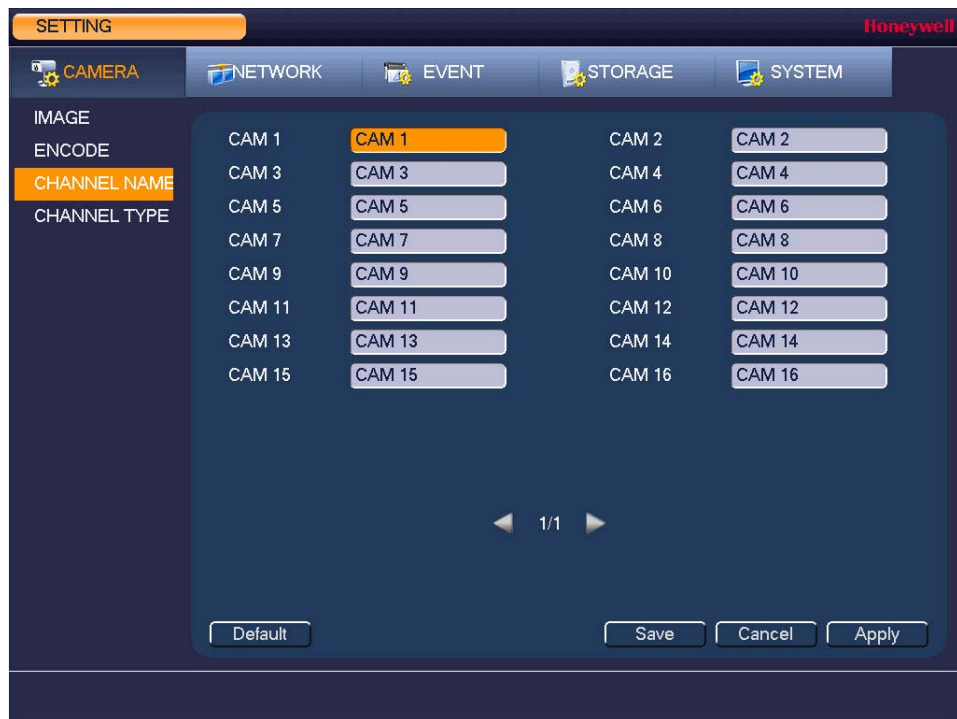 SETTING
Honeywell
CAMERA NETWORK EVENT STORAGE SYSTEM
IMAGE
ENCODE
CHANNEL NAME
CHANNEL TYPE
CAM 1 CAM 1 CAM 2 CAM 2
CAM 3 CAM 3 CAM 4 CAM 4
CAM 5 CAM 5 CAM 6 CAM 6
CAM 7 CAM 7 CAM 8 CAM 8
CAM 9 CAM 9 CAM 10 CAM 10
CAM 11 CAM 11 CAM 12 CAM 12
CAM 13 CAM 13 CAM 14 CAM 14
CAM 15 CAM 15 CAM 16 CAM 16
1/1
Default Save Cancel Apply